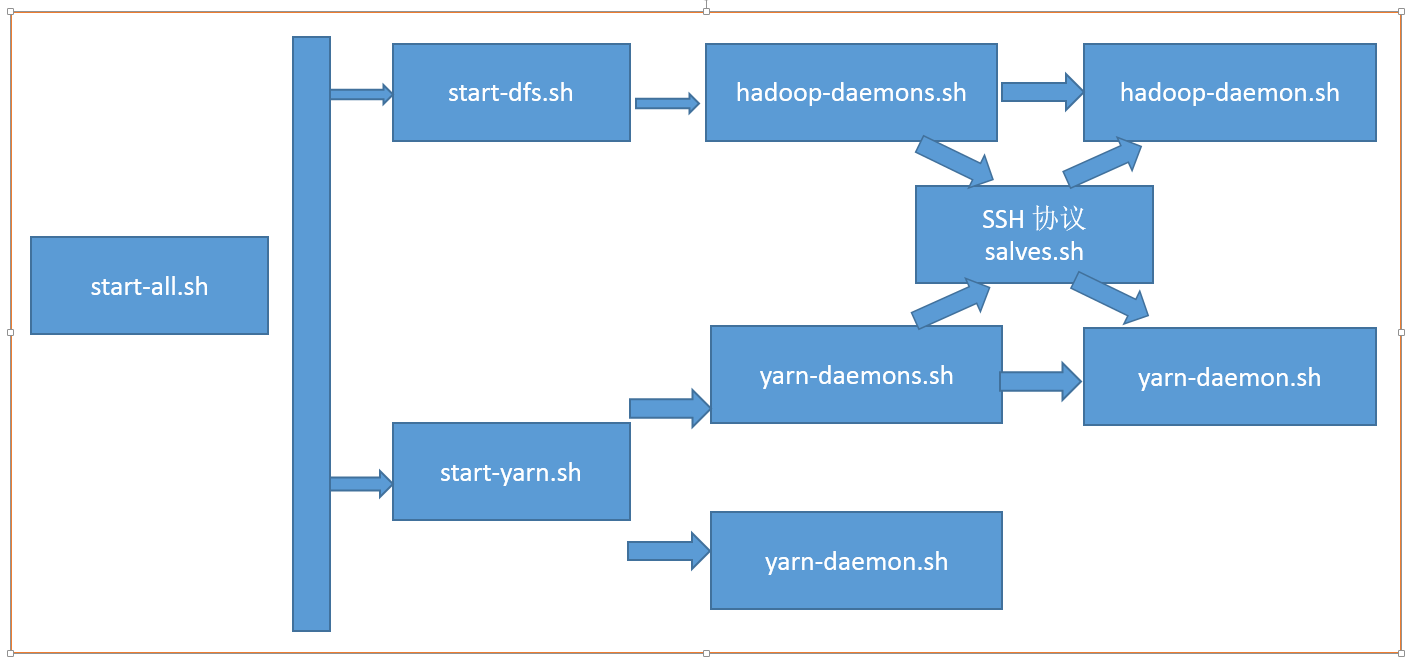 start-dfs.sh
hadoop-daemons.sh
hadoop-daemon.sh
SSH 协议
salves.sh
start-all.sh
yarn-daemons.sh
yarn-daemon.sh
start-yarn.sh
yarn-daemon.sh